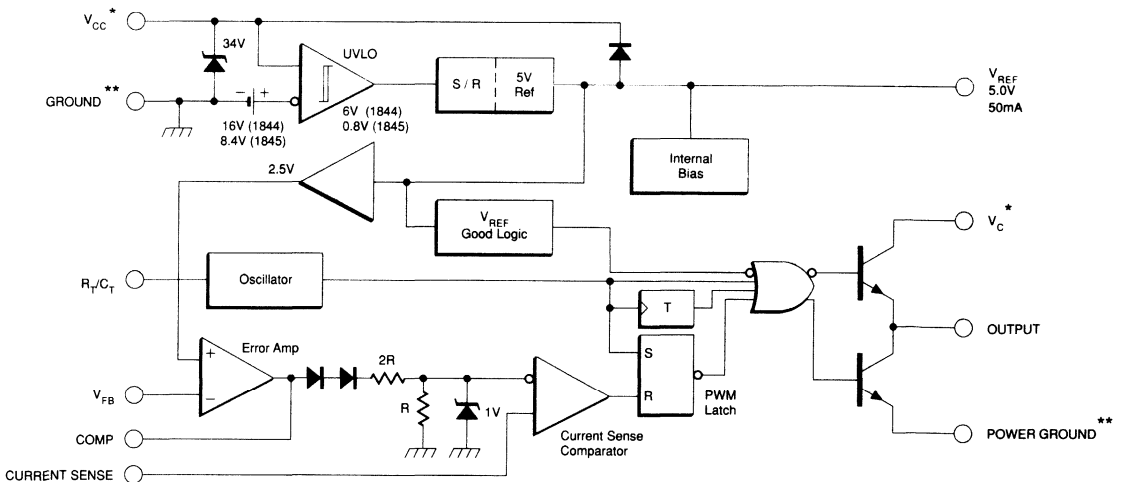 VCC*
34V
UVLO
GROUND**
− +
16V (1844)
8.4V (1845)
6V (1844)
0.8V (1845)
S / R
5V
Ref
VREF
5.0V
50mA
Internal
Bias
2.5V
VREF
Good Logic
VC*
RT/CT
Oscillator
T
OUTPUT
Error Amp
+
−
2R
R
1V
S
R
PWM
Latch
VFB
COMP
Current Sense
Comparator
POWER GROUND**
CURRENT SENSE